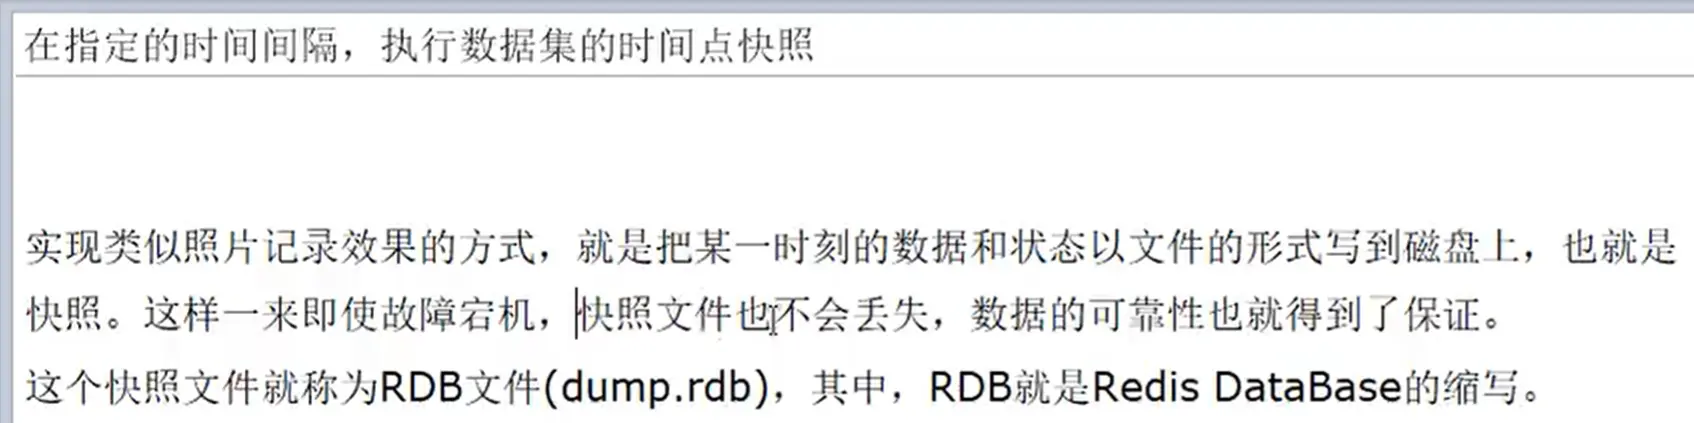 在指定的时间间隔，执行数据集的时间点快照
实现类似照片记录效果的方式，就是把某一时刻的数据和状态以文件的形式写到磁盘上，也就是
快照。这样一来即使故障宕机，快照文件也不会丢失，数据的可靠性也就得到了保证。
这个快照文件就称为RDB文件(dump.rdb)，其中，RDB就是Redis DataBase的缩写。